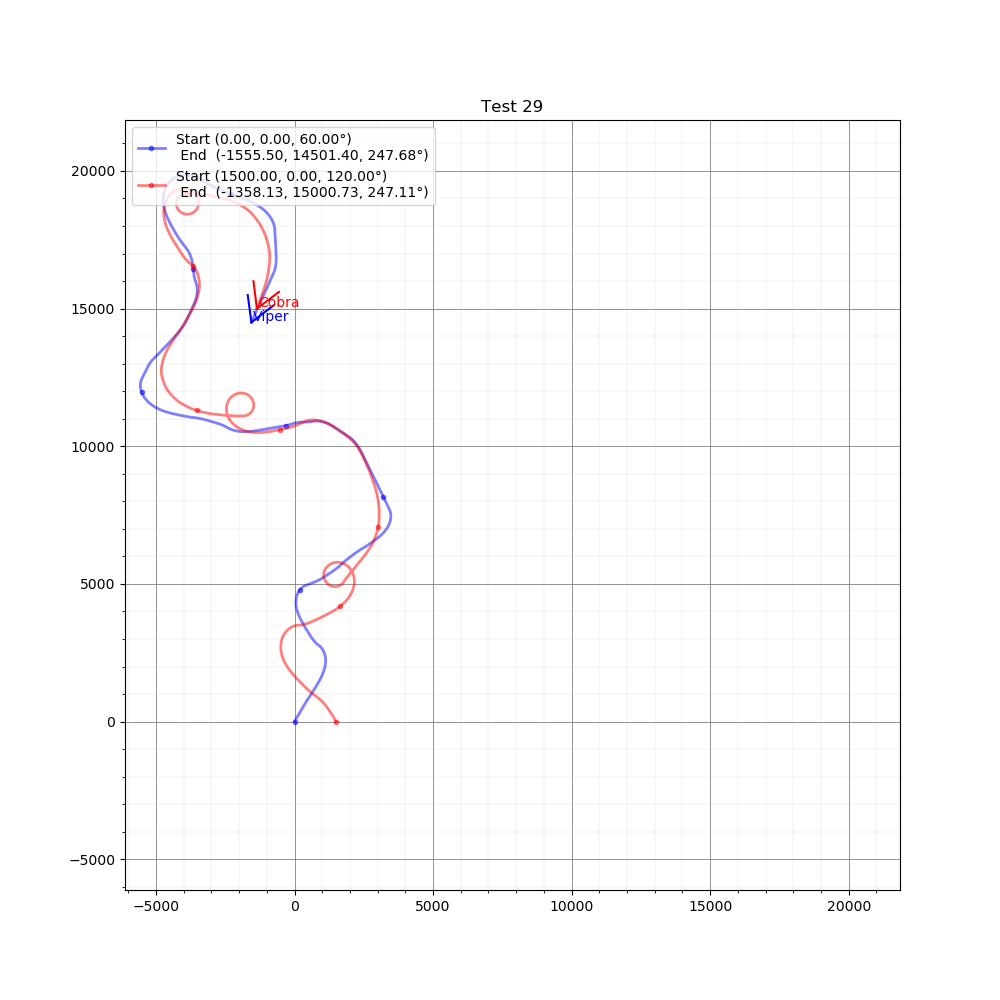 Test 29
Start (0.00, 0.00, 60.00°)
End  (-1555.50, 14501.40, 247.68°)
Start (1500.00, 0.00, 120.00°)
End  (-1358.13, 15000.73, 247.11°)
20000
15000
10000
5000
0
−5000
Cobra
Viper
−5000 0 5000 10000 15000 20000